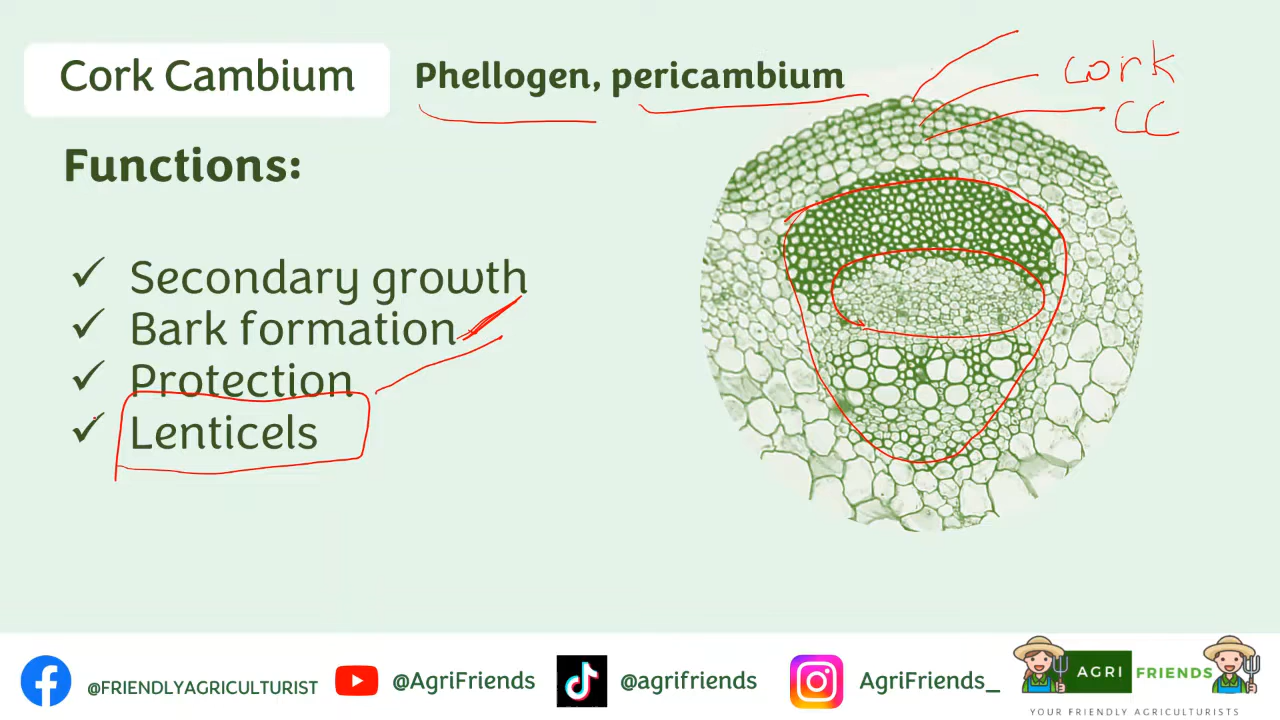 Cork Cambium
Phellogen, pericambium
cork
CC
Functions:
✓ Secondary growth
✓ Bark formation
✓ Protection
✓ Lenticels
@FRIENDLYAGRICULTURIST
@AgriFriends
@agrifriends
AgriFriends_
AGRI FRIENDS
YOUR FRIENDLY AGRICULTURISTS